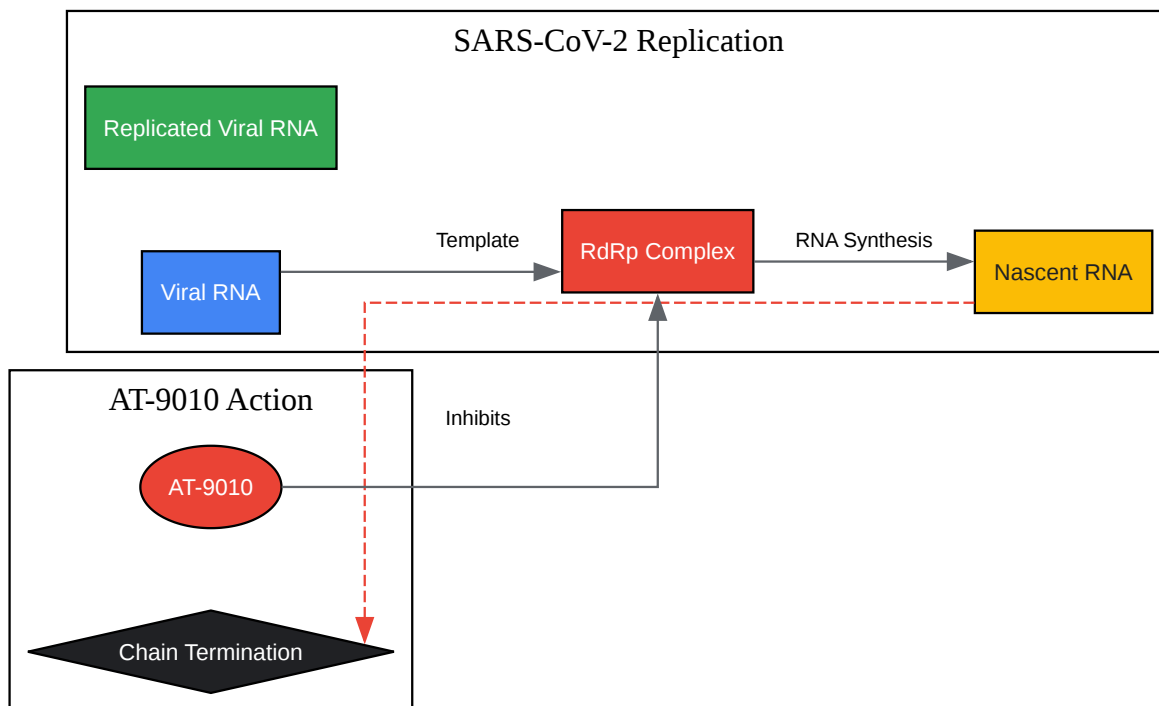 SARS-CoV-2 Replication
Replicated Viral RNA
Template
RdRp Complex
RNA Synthesis
Viral RNA
Nascent RNA
AT-9010 Action
Inhibits
AT-9010
Chain Termination